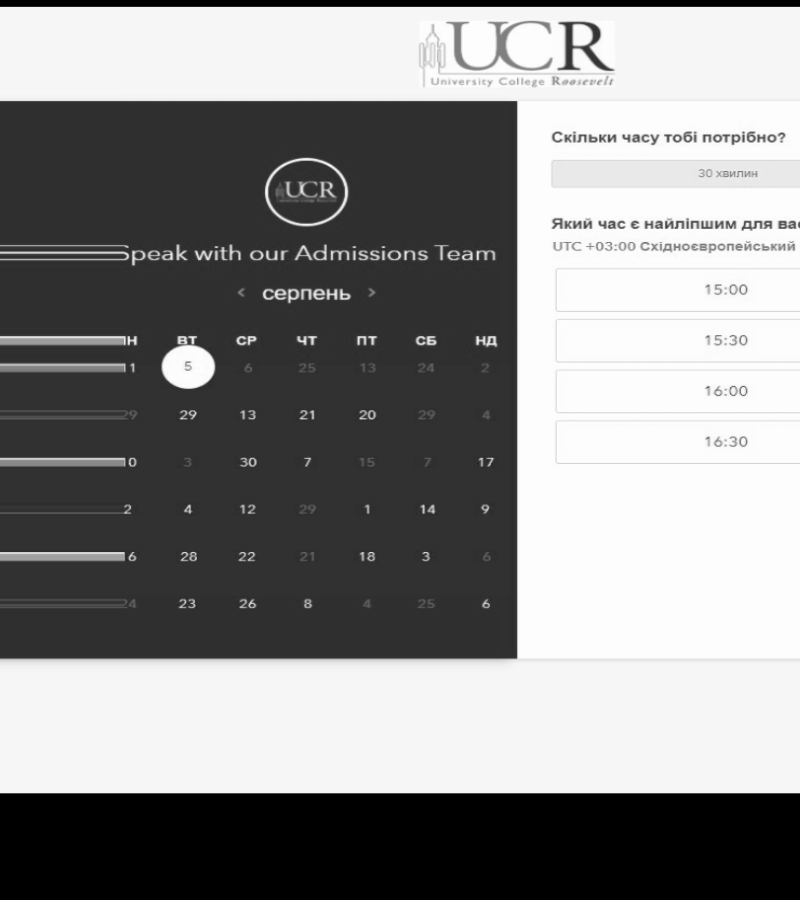 UCR
University College Roosevelt
UCR
Speak with our Admissions Team
< серпень >
Н ВТ СР ЧТ ПТ СБ НД
1 5 6 25 13 24 2
29 29 13 21 20 29 4
0 3 30 7 15 7 17
2 4 12 29 1 14 9
6 28 22 21 18 3 6
24 23 26 8 4 25 6
Скільки часу тобі потрібно?
30 хвилин
Який час є найліпшим для вас
UTC +03:00 Східноєвропейський
15:00
15:30
16:00
16:30